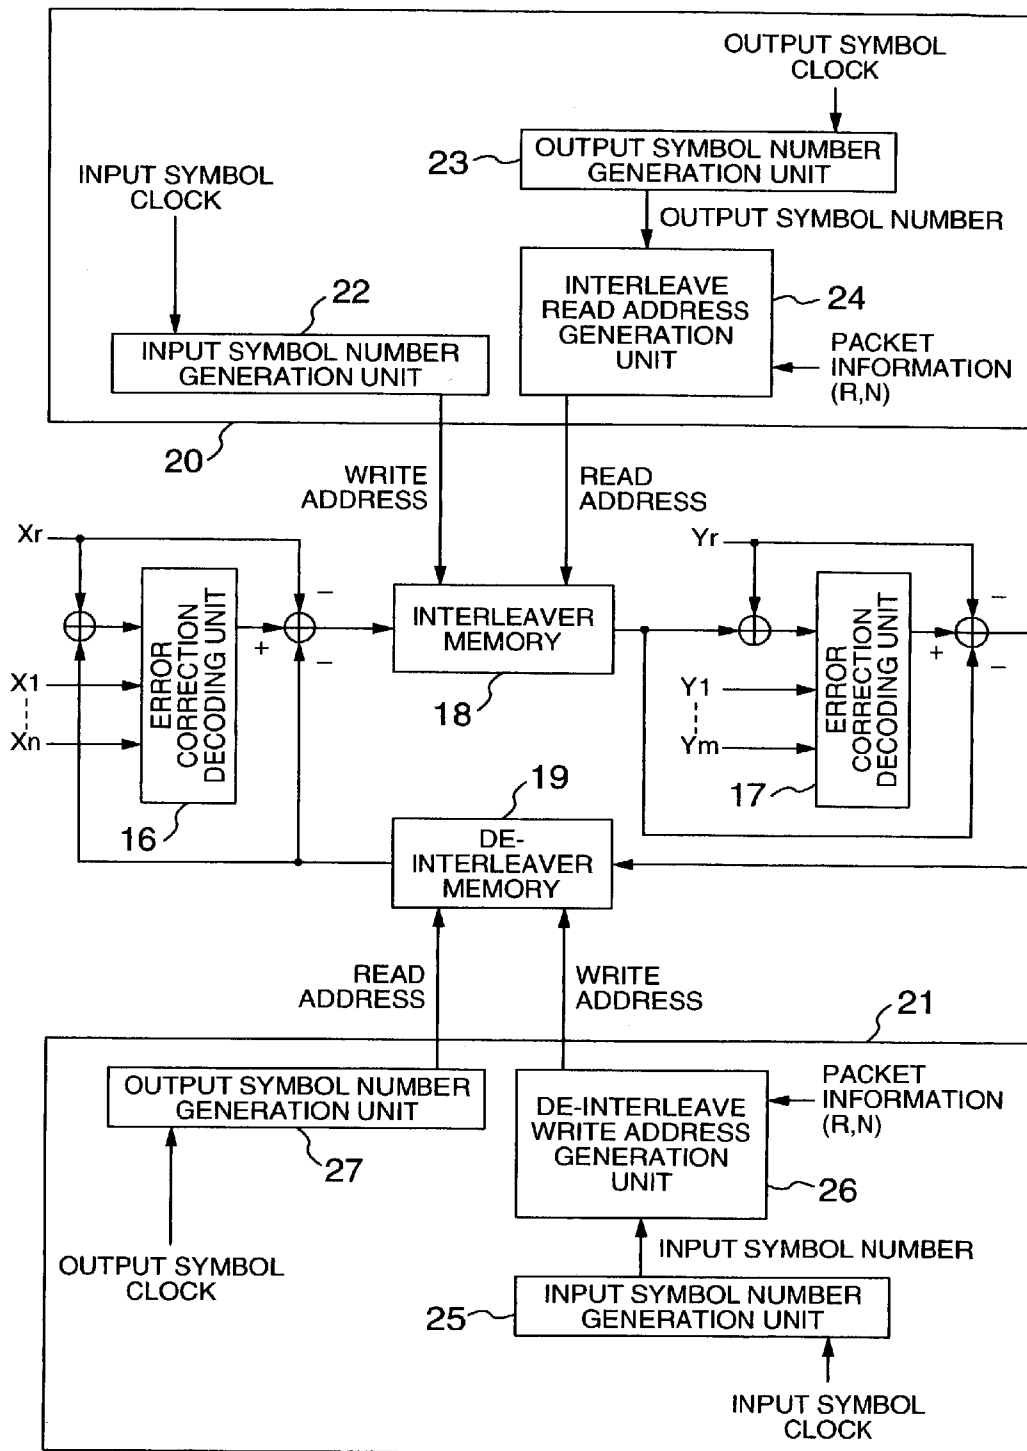 OUTPUT SYMBOL
CLOCK
23
OUTPUT SYMBOL NUMBER
GENERATION UNIT
INPUT SYMBOL
CLOCK
OUTPUT SYMBOL NUMBER
22
INTERLEAVE
READ ADDRESS
GENERATION
UNIT
24
INPUT SYMBOL NUMBER
GENERATION UNIT
PACKET
INFORMATION
(R,N)
20
WRITE
ADDRESS
READ
ADDRESS
Xr
Yr
ERROR
CORRECTION
DECODING UNIT
+
−
−
INTERLEAVER
MEMORY
18
ERROR
CORRECTION
DECODING UNIT
+
−
−
X1
Xn
Y1
Ym
16
17
19
DE-
INTERLEAVER
MEMORY
READ
ADDRESS
WRITE
ADDRESS
21
OUTPUT SYMBOL NUMBER
GENERATION UNIT
27
DE-INTERLEAVE
WRITE ADDRESS
GENERATION
UNIT
PACKET
INFORMATION
(R,N)
26
OUTPUT SYMBOL
CLOCK
INPUT SYMBOL NUMBER
25
INPUT SYMBOL NUMBER
GENERATION UNIT
INPUT SYMBOL
CLOCK